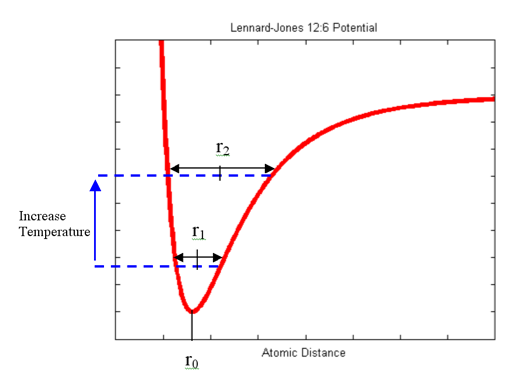 Lennard-Jones 12:6 Potential
r₂
Increase
Temperature
r₁
Atomic Distance
r₀